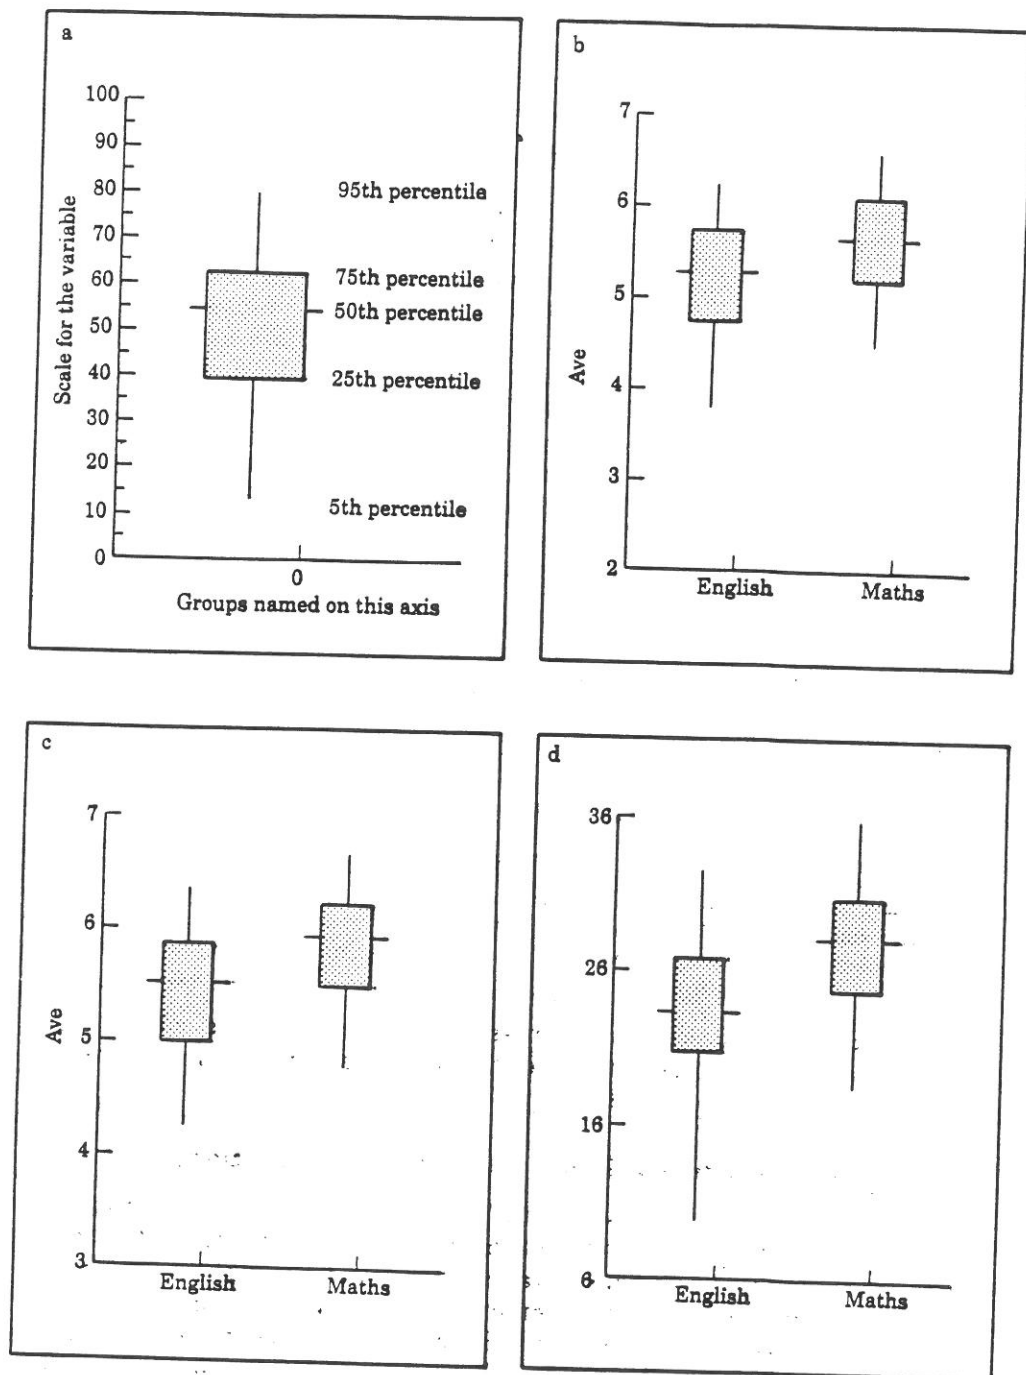 a
100
90
80
70
60
50
40
30
20
10
0
Scale for the variable
95th percentile
75th percentile
50th percentile
25th percentile
5th percentile
0
Groups named on this axis
b
7
6
5
4
3
2
Ave
English
Maths
c
7
6
5
4
3
Ave
English
Maths
d
36
26
16
6
English
Maths